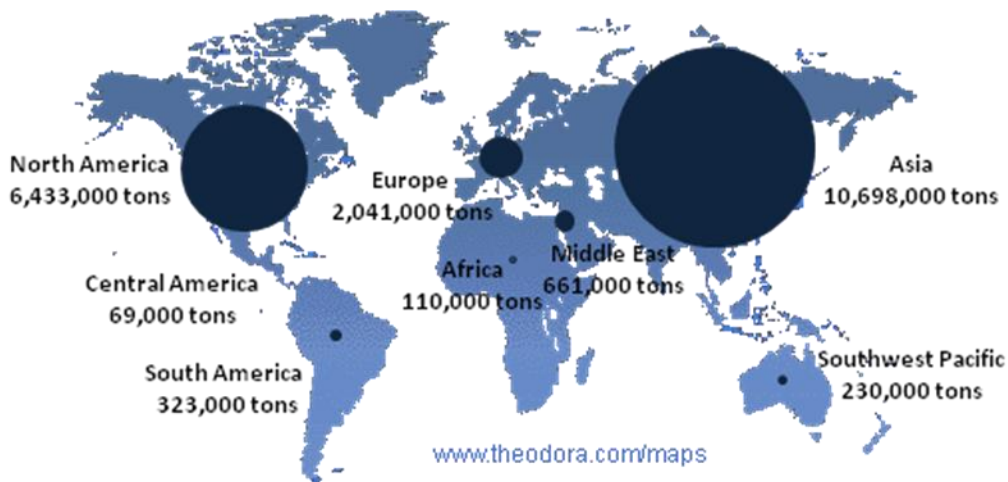 North America
6,433,000 tons
Europe
2,041,000 tons
Asia
10,698,000 tons
Central America
69,000 tons
Africa
110,000 tons
Middle East
661,000 tons
South America
323,000 tons
Southwest Pacific
230,000 tons
www.theodora.com/maps